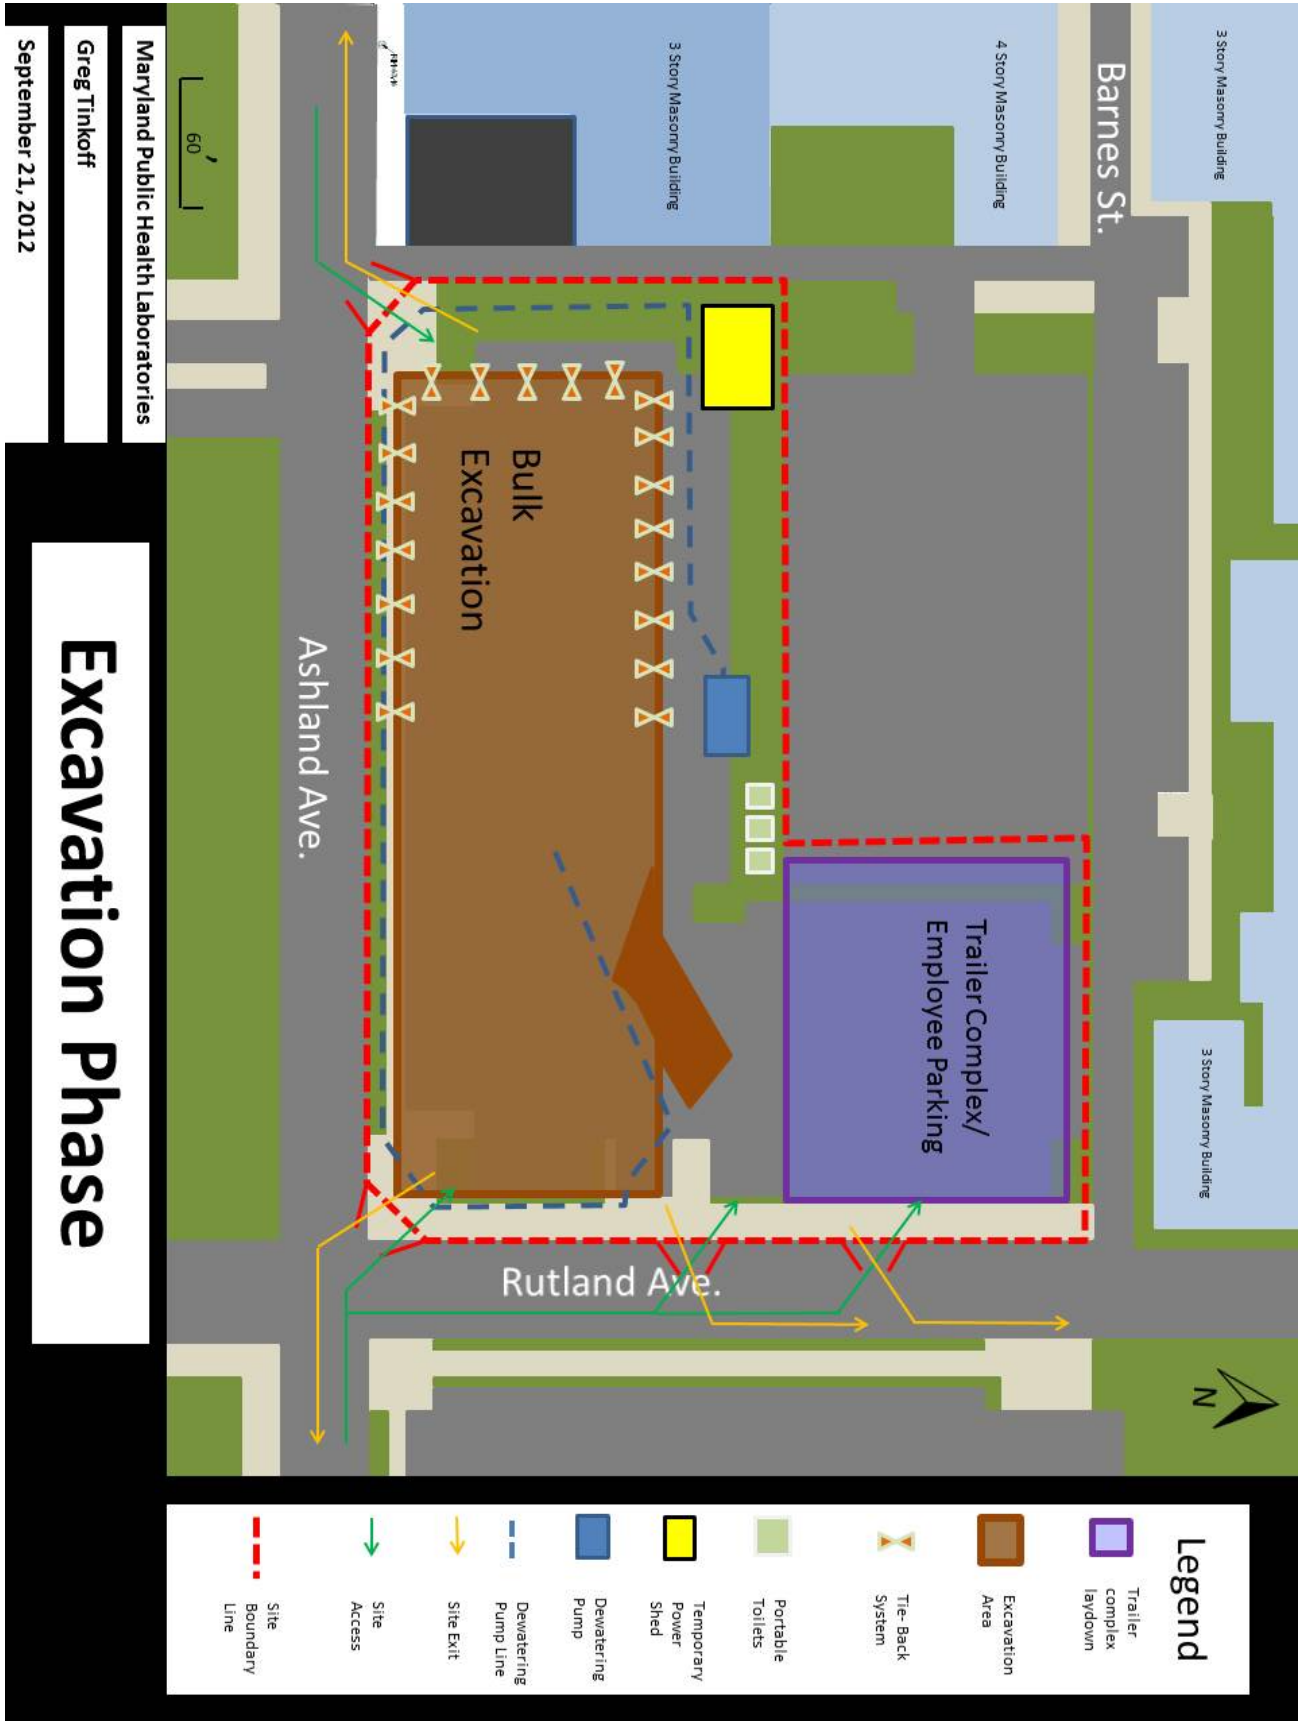 3 Story Masonry Building
Barnes St.
4 Story Masonry Building
3 Story Masonry Building
3 Story Masonry Building
Trailer Complex/
Employee Parking
Bulk
Excavation
Rutland Ave.
Ashland Ave.
N
60 '
Legend
Trailer
complex
laydown
Excavation
Area
Tie- Back
System
Portable
Toilets
Temporary
Power
Shed
Dewatering
Pump
Dewatering
Pump Line
Site Exit
Site
Access
Site
Boundary
Line
Maryland Public Health Laboratories
Greg Tinkoff
September 21, 2012
Excavation Phase